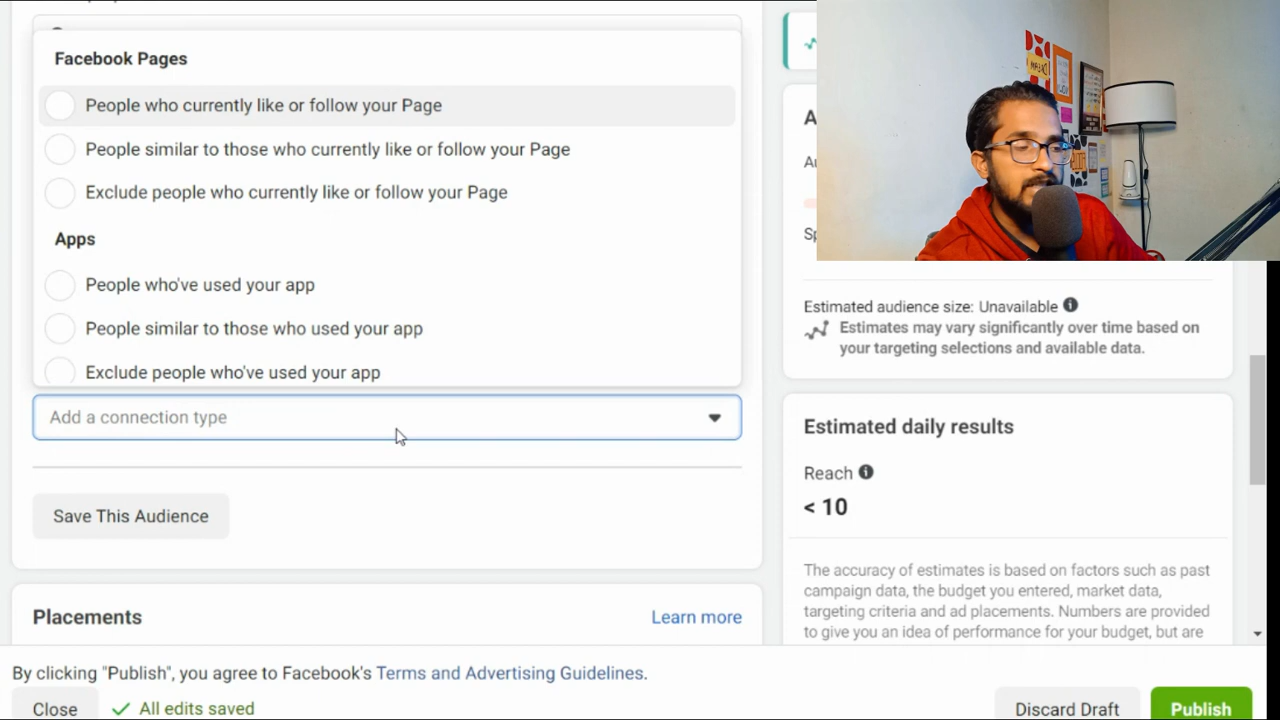 Facebook Pages
People who currently like or follow your Page
People similar to those who currently like or follow your Page
Exclude people who currently like or follow your Page
Apps
People who've used your app
People similar to those who used your app
Exclude people who've used your app
Add a connection type
Save This Audience
Placements
Learn more
Estimated audience size: Unavailable
Estimates may vary significantly over time based on
your targeting selections and available data.
Estimated daily results
Reach
< 10
The accuracy of estimates is based on factors such as past
campaign data, the budget you entered, market data,
targeting criteria and ad placements. Numbers are provided
to give you an idea of performance for your budget, but are
By clicking "Publish", you agree to Facebook's Terms and Advertising Guidelines.
Close
All edits saved
Discard Draft
Publish